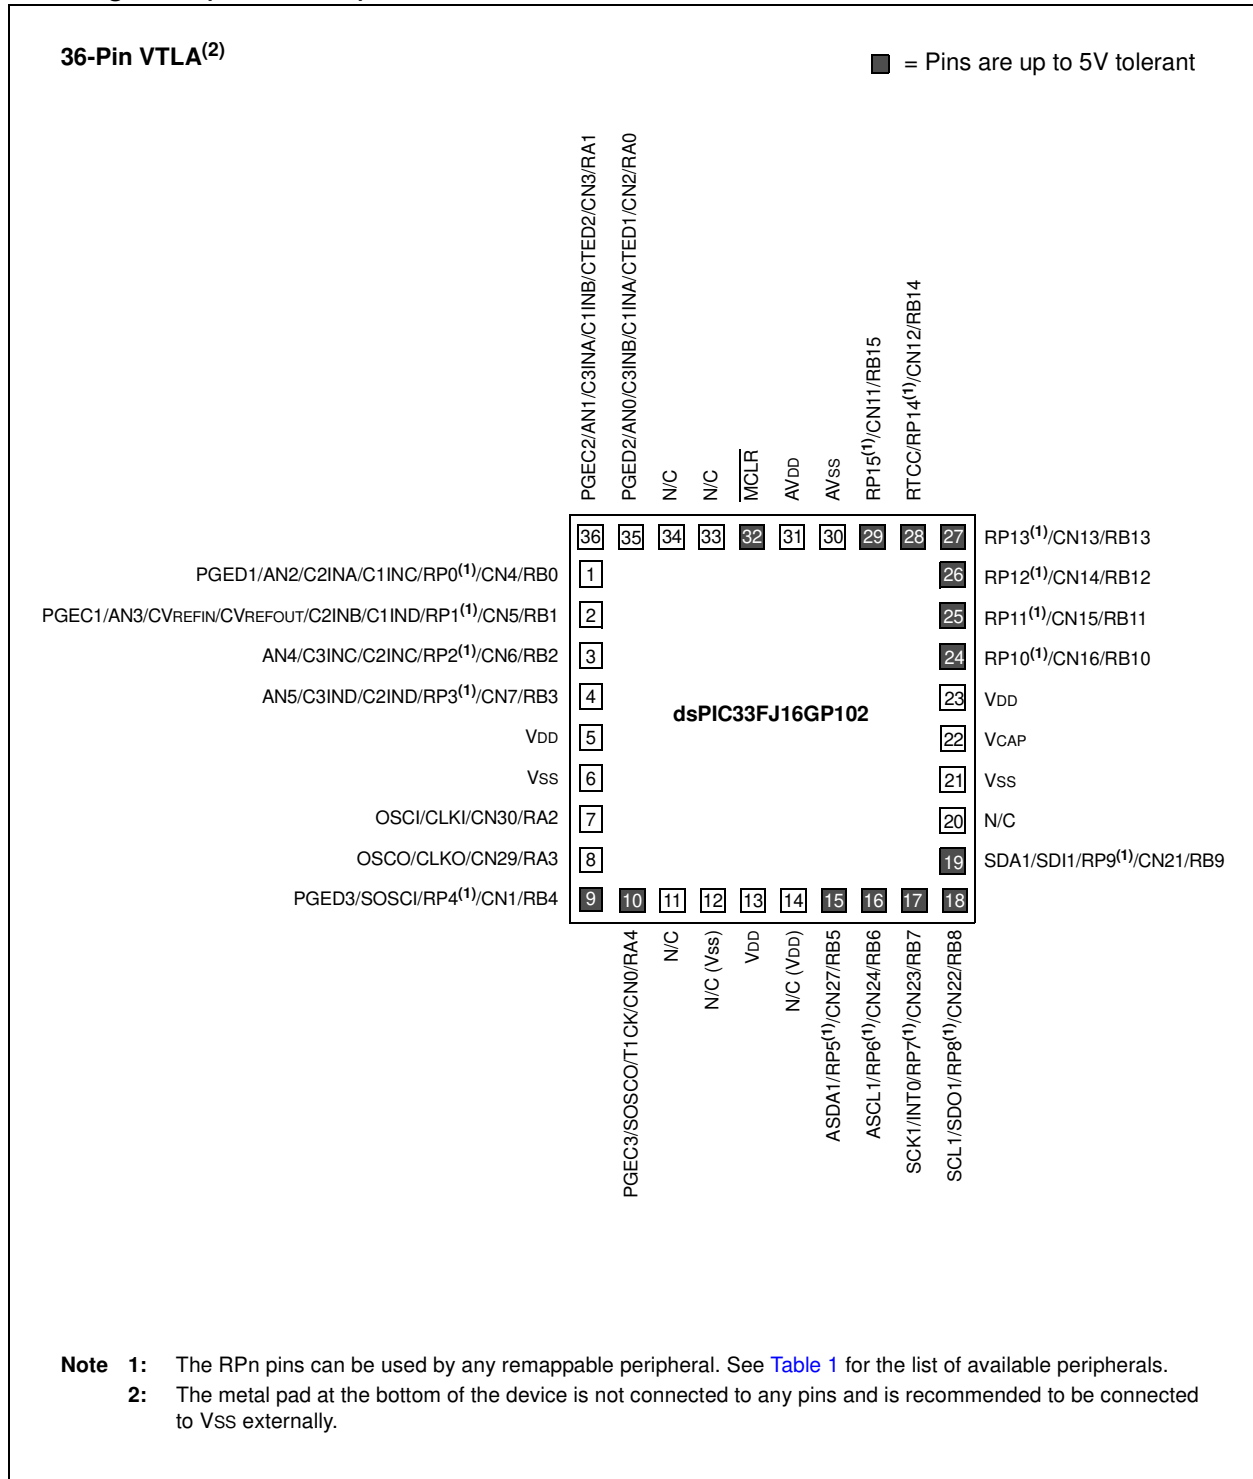 36-Pin VTLA(2)
= Pins are up to 5V tolerant
PGEC2/AN1/C3INA/C1INB/CTED2/CN3/RA1
PGED2/AN0/C3INB/C1INA/CTED1/CN2/RA0
N/C
N/C
MCLR
AVDD
AVSS
RP15(1)/CN11/RB15
RTCC/RP14(1)/CN12/RB14
36 35 34 33 32 31 30 29 28 27 RP13(1)/CN13/RB13
PGED1/AN2/C2INA/C1INC/RP0(1)/CN4/RB0 1 26 RP12(1)/CN14/RB12
PGEC1/AN3/CVREFIN/CVREFOUT/C2INB/C1IND/RP1(1)/CN5/RB1 2 25 RP11(1)/CN15/RB11
AN4/C3INC/C2INC/RP2(1)/CN6/RB2 3 24 RP10(1)/CN16/RB10
AN5/C3IND/C2IND/RP3(1)/CN7/RB3 4 23 VDD
dsPIC33FJ16GP102
VDD 5 22 VCAP
VSS 6 21 VSS
OSCI/CLKI/CN30/RA2 7 20 N/C
OSCO/CLKO/CN29/RA3 8 19 SDA1/SDI1/RP9(1)/CN21/RB9
PGED3/SOSCI/RP4(1)/CN1/RB4 9 10 11 12 13 14 15 16 17 18
PGEC3/SOSCO/T1CK/CN0/RA4
N/C
N/C (Vss)
VDD
N/C (VDD)
ASDA1/RP5(1)/CN27/RB5
ASCL1/RP6(1)/CN24/RB6
SCK1/INT0/RP7(1)/CN23/RB7
SCL1/SDO1/RP8(1)/CN22/RB8
Note 1: The RPn pins can be used by any remappable peripheral. See Table 1 for the list of available peripherals.
2: The metal pad at the bottom of the device is not connected to any pins and is recommended to be connected
to VSS externally.